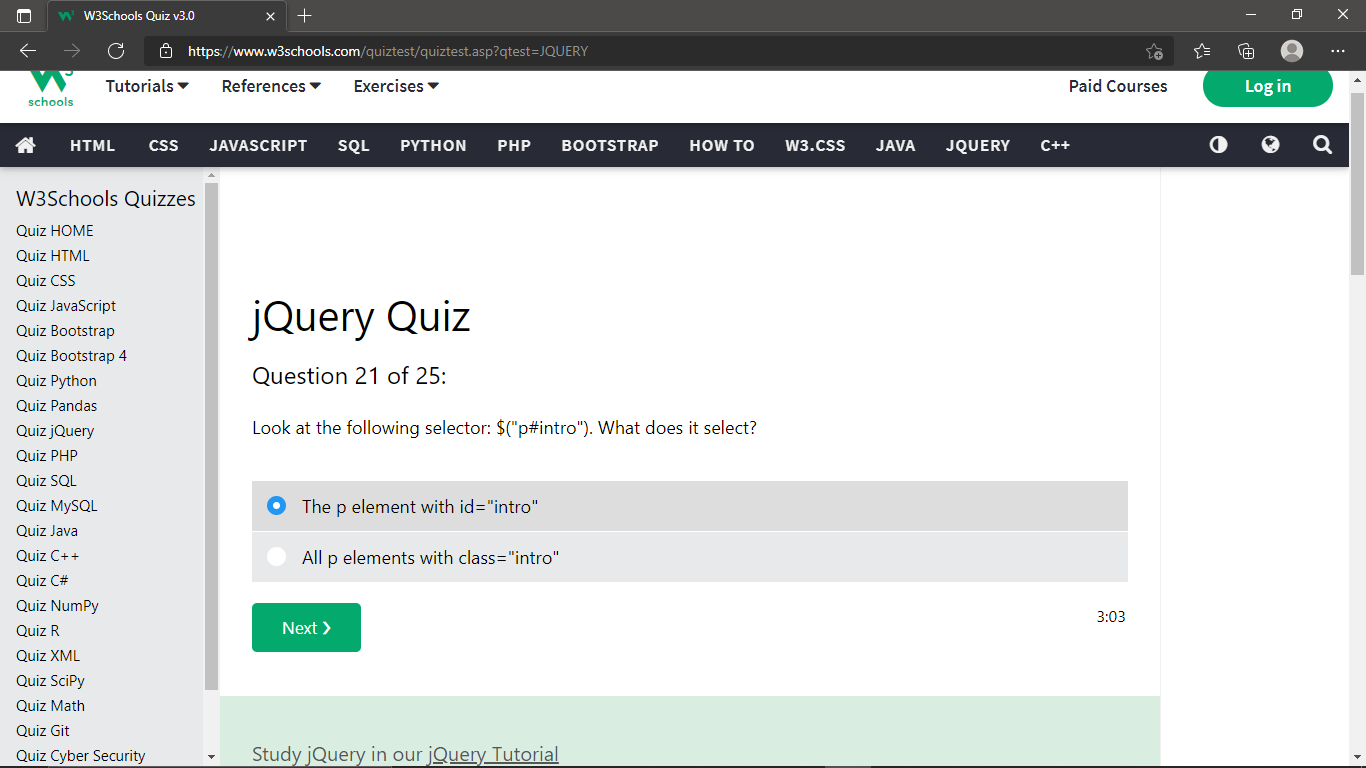 W3Schools Quiz v3.0
https://www.w3schools.com/quiztest/quiztest.asp?qtest=JQUERY
W3 schools
Tutorials References Exercises Paid Courses Log in
HTML CSS JAVASCRIPT SQL PYTHON PHP BOOTSTRAP HOW TO W3.CSS JAVA JQUERY C++
W3Schools Quizzes
Quiz HOME
Quiz HTML
Quiz CSS
Quiz JavaScript
Quiz Bootstrap
Quiz Bootstrap 4
Quiz Python
Quiz Pandas
Quiz jQuery
Quiz PHP
Quiz SQL
Quiz MySQL
Quiz Java
Quiz C++
Quiz C#
Quiz NumPy
Quiz R
Quiz XML
Quiz SciPy
Quiz Math
Quiz Git
Quiz Cyber Security
jQuery Quiz
Question 21 of 25:
Look at the following selector: $("p#intro"). What does it select?
The p element with id="intro"
All p elements with class="intro"
Next ❯
3:03
Study jQuery in our jQuery Tutorial